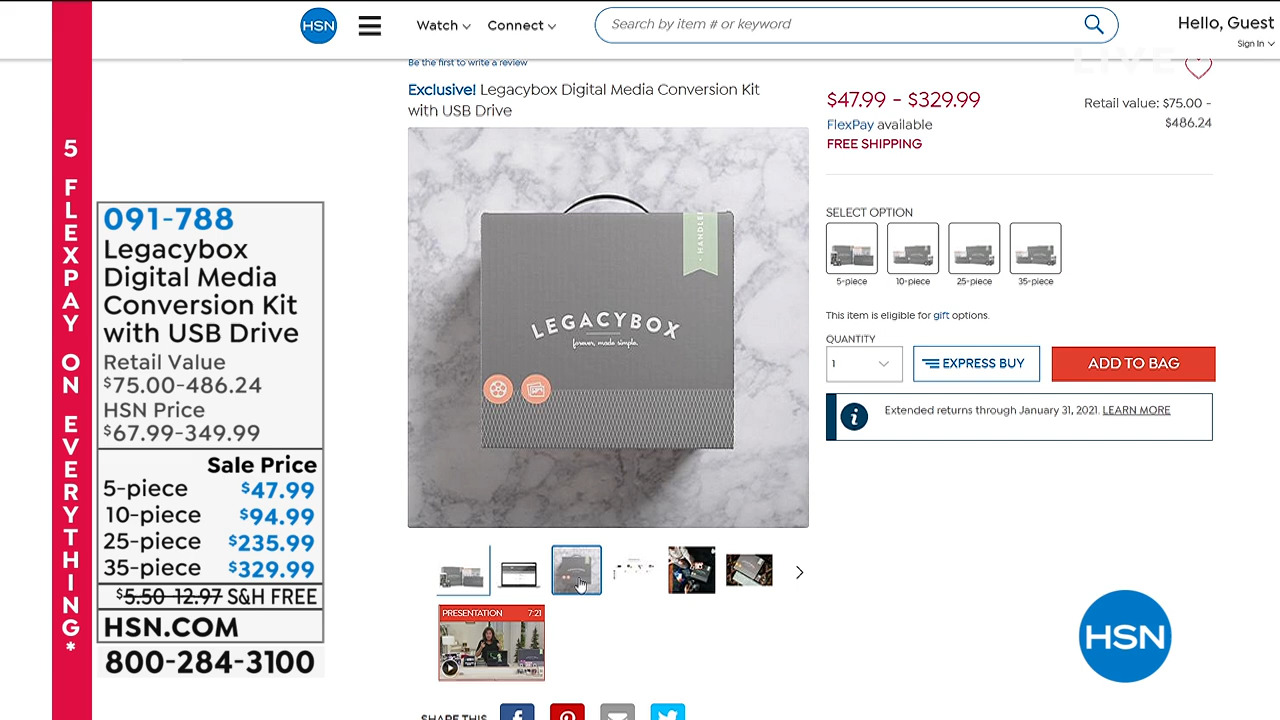 HSN
Watch
Connect
Search by item # or keyword
Hello, Guest
Sign In
LIVE
Be the first to write a review
Exclusive! Legacybox Digital Media Conversion Kit
with USB Drive
$47.99 - $329.99
Retail value: $75.00 -
$486.24
FlexPay available
FREE SHIPPING
SELECT OPTION
5-piece
10-piece
25-piece
35-piece
This item is eligible for gift options.
QUANTITY
1
EXPRESS BUY
ADD TO BAG
i
Extended returns through January 31, 2021. LEARN MORE
LEGACYBOX
forever, made simple.
PRESENTATION 7:21
SHARE THIS
5 FLEXPAY ON EVERYTHING*
091-788
Legacybox
Digital Media
Conversion Kit
with USB Drive
Retail Value
$75.00-486.24
HSN Price
$67.99-349.99
Sale Price
5-piece $47.99
10-piece $94.99
25-piece $235.99
35-piece $329.99
$5.50-12.97 S&H FREE
HSN.COM
800-284-3100
HSN